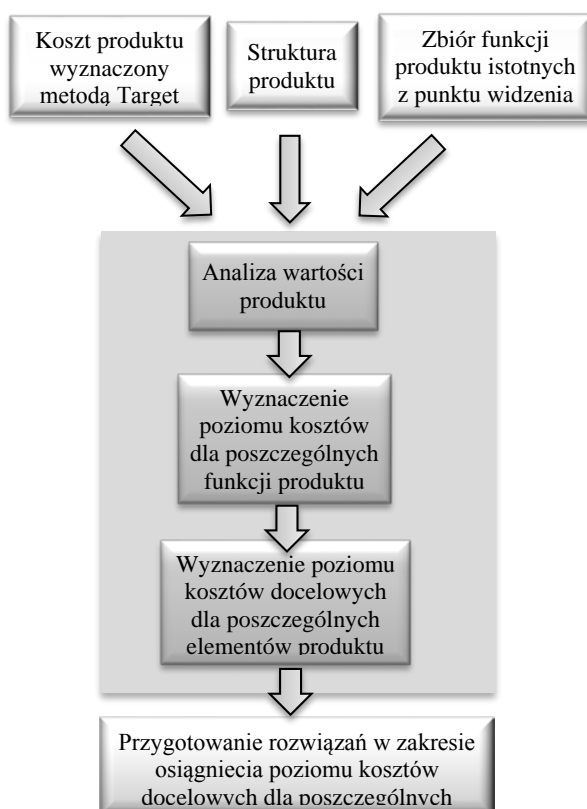 Koszt produktu
wyznaczony
metodą Target
Struktura
produktu
Zbiór funkcji
produktu istotnych
z punktu widzenia
Analiza wartości
produktu
Wyznaczenie
poziomu kosztów
dla poszczególnych
funkcji produktu
Wyznaczenie poziomu
kosztów docelowych
dla poszczególnych
elementów produktu
Przygotowanie rozwiązań w zakresie
osiągniecia poziomu kosztów
docelowych dla poszczególnych